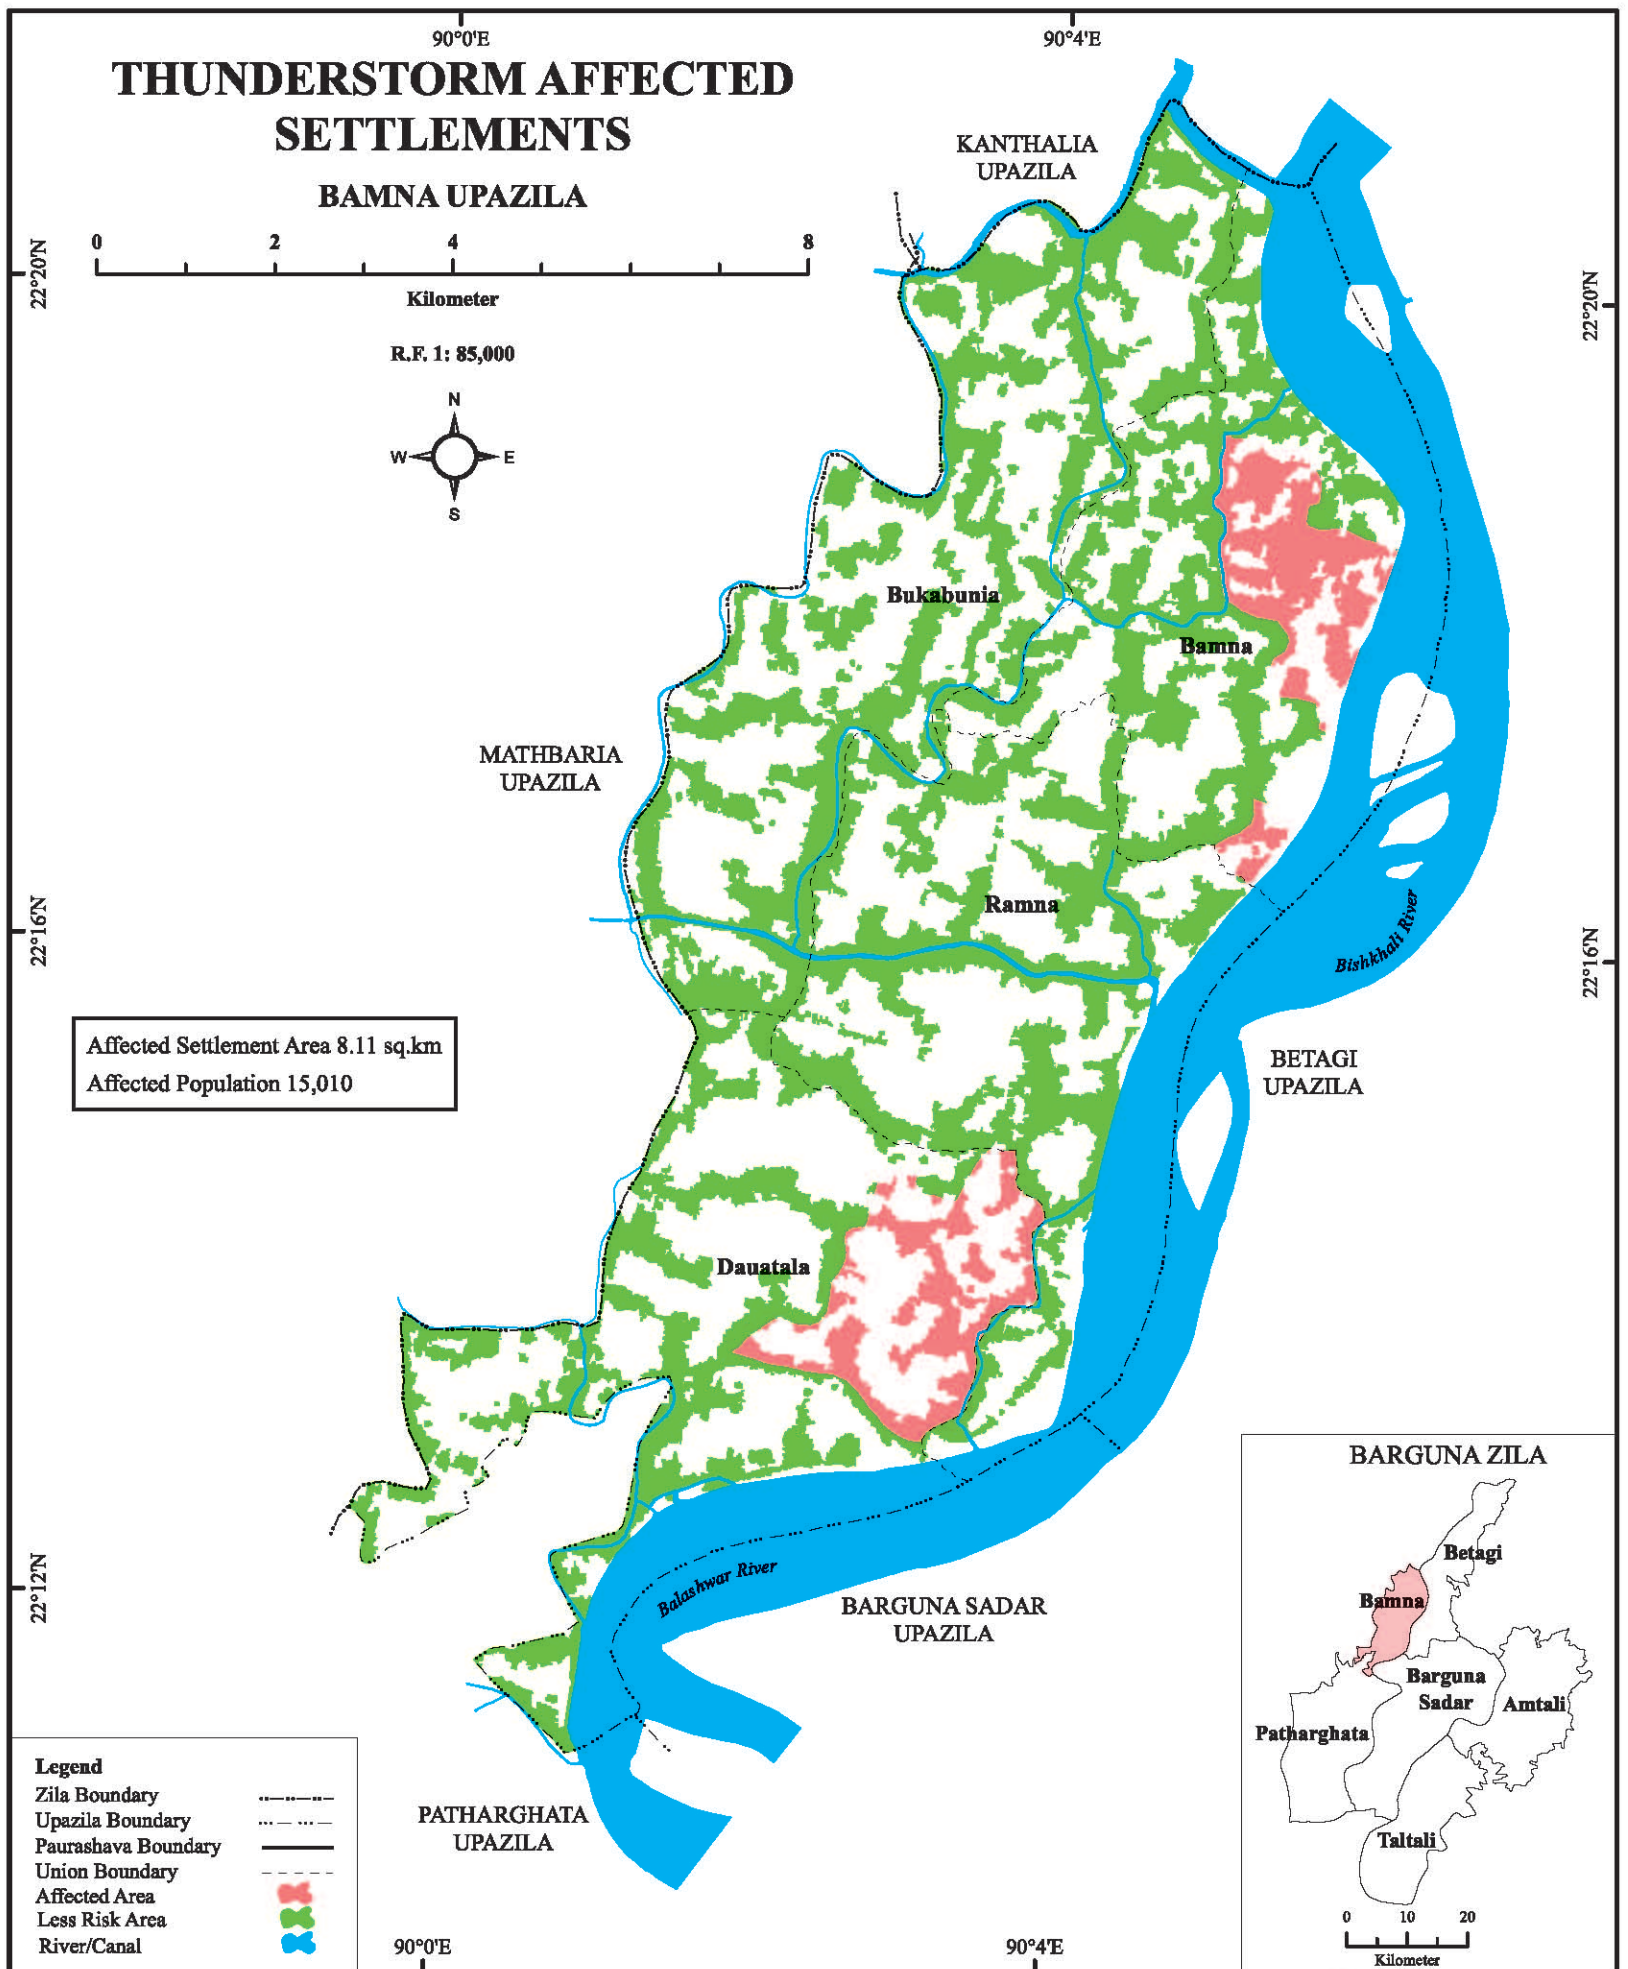 90°0'E
90°4'E
THUNDERSTORM AFFECTED
SETTLEMENTS
BAMNA UPAZILA
0 2 4 8
Kilometer
R.F. 1: 85,000
N
W E
S
22°20'N
22°20'N
KANTHALIA
UPAZILA
Bukabunia
Bamna
MATHBARIA
UPAZILA
Ramna
22°16'N
22°16'N
Bishkhali River
Affected Settlement Area 8.11 sq.km
Affected Population 15,010
BETAGI
UPAZILA
Dauatala
22°12'N
Balashwar River
BARGUNA SADAR
UPAZILA
PATHARGHATA
UPAZILA
BARGUNA ZILA
Betagi
Bamna
Barguna
Sadar
Amtali
Patharghata
Taltali
0 10 20
Kilometer
Legend
Zila Boundary
Upazila Boundary
Paurashava Boundary
Union Boundary
Affected Area
Less Risk Area
River/Canal
90°0'E
90°4'E